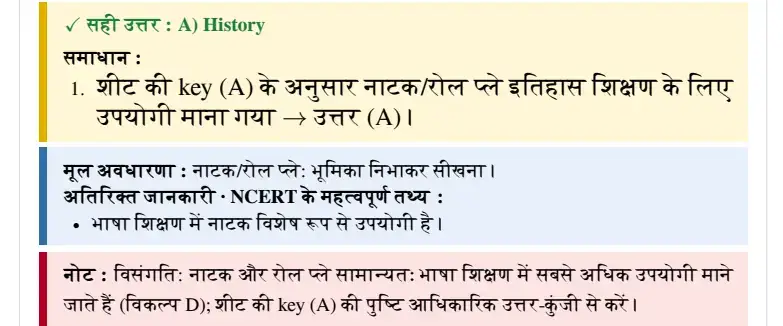 ✓ सही उत्तर : A) History
समाधान :
1. शीट की key (A) के अनुसार नाटक/रोल प्ले इतिहास शिक्षण के लिए
उपयोगी माना गया → उत्तर (A)।
मूल अवधारणा : नाटक/रोल प्ले: भूमिका निभाकर सीखना।
अतिरिक्त जानकारी · NCERT के महत्वपूर्ण तथ्य :
• भाषा शिक्षण में नाटक विशेष रूप से उपयोगी है।
नोट : विसंगति: नाटक और रोल प्ले सामान्यतः भाषा शिक्षण में सबसे अधिक उपयोगी माने
जाते हैं (विकल्प D); शीट की key (A) की पुष्टि आधिकारिक उत्तर-कुंजी से करें।